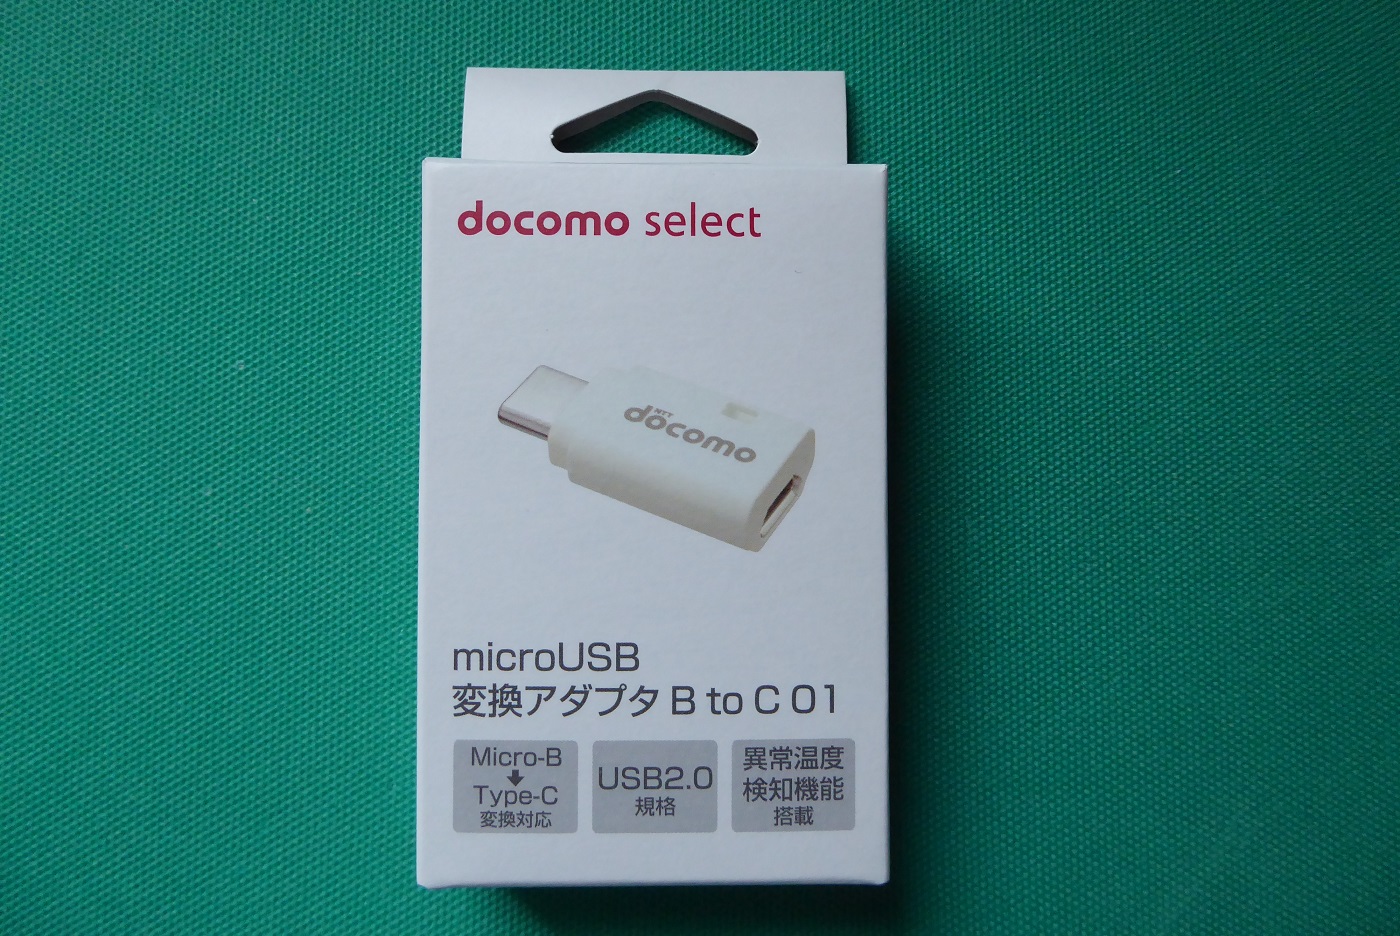 docomo select
NTT
docomo
microUSB
変換アダプタ B to C 01
Micro-B
Type-C
変換対応
USB2.0
規格
異常温度
検知機能
搭載